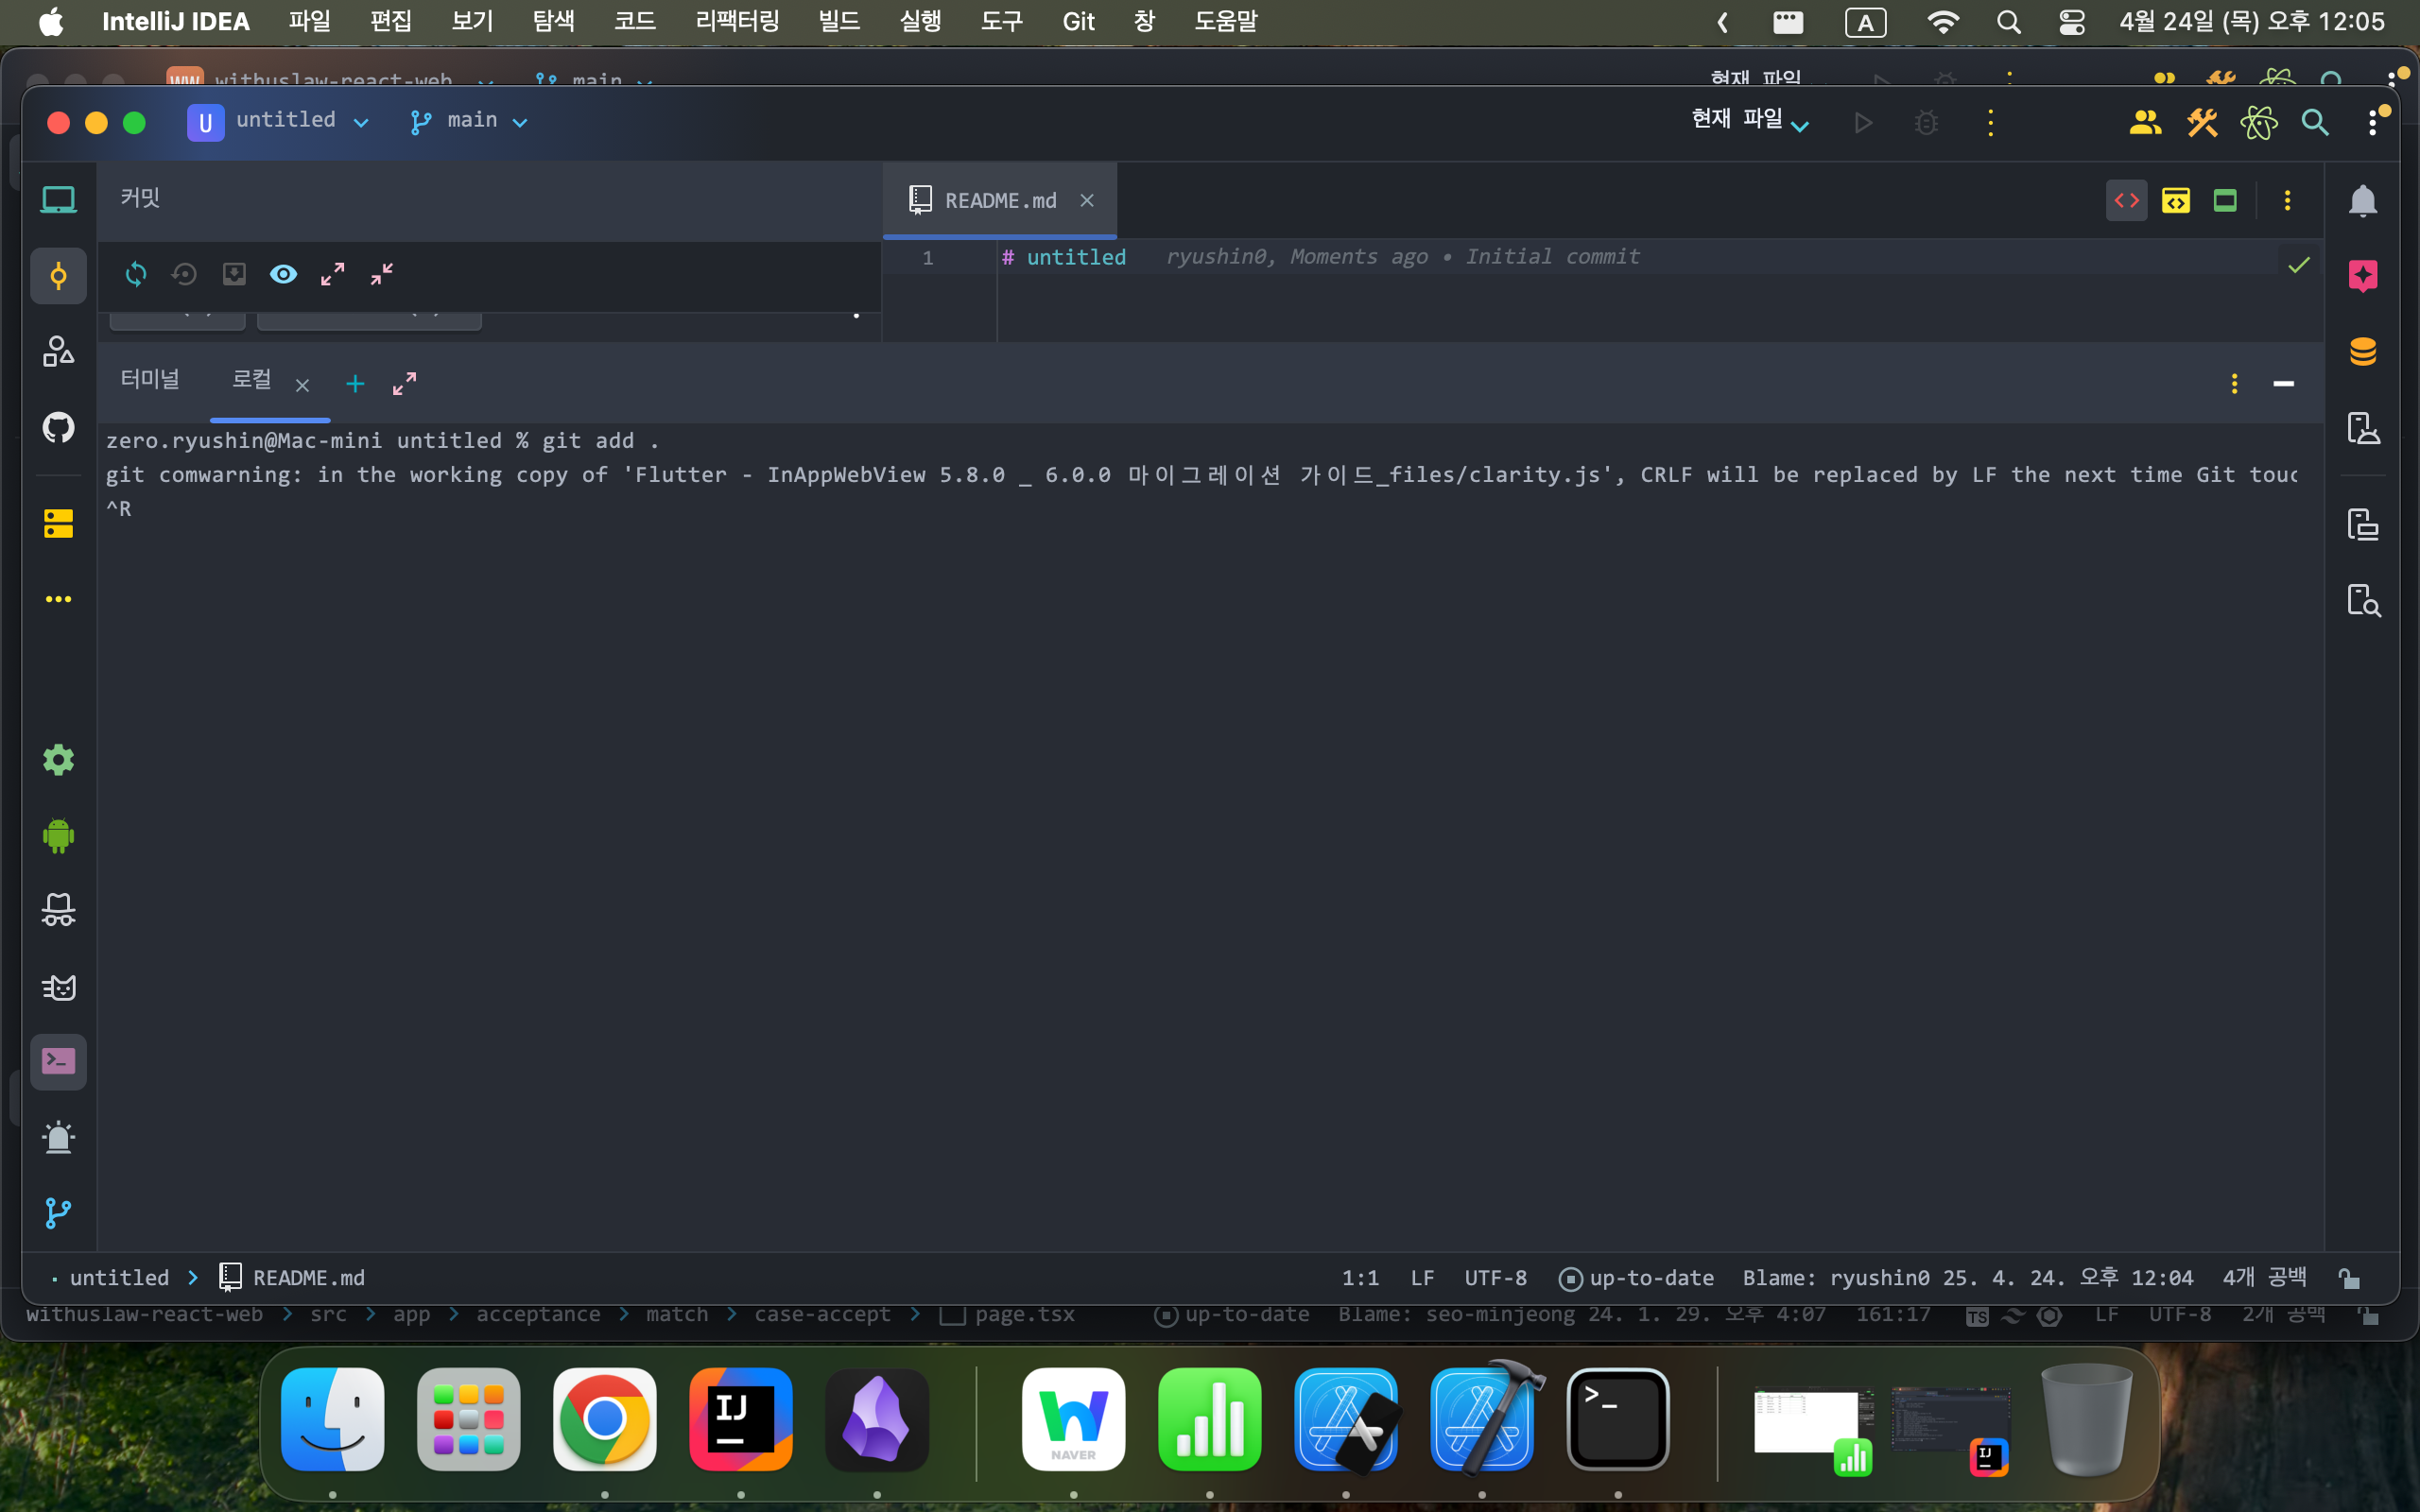 IntelliJ IDEA 파일 편집 보기 탐색 코드 리팩터링 빌드 실행 도구 Git 창 도움말 A 4월 24일 (목) 오후 12:05
WW withuslaw-react-web main 현재 파일
U untitled main 현재 파일
커밋 README.md
1 # untitled ryushin0, Moments ago • Initial commit
터미널 로컬
zero.ryushin@Mac-mini untitled % git add .
git comwarning: in the working copy of 'Flutter - InAppWebView 5.8.0 _ 6.0.0 마이그레이션 가이드_files/clarity.js', CRLF will be replaced by LF the next time Git touc
^R
untitled README.md 1:1 LF UTF-8 up-to-date Blame: ryushin0 25. 4. 24. 오후 12:04 4개 공백
withuslaw-react-web src app acceptance match case-accept page.tsx up-to-date Blame: seo-minjeong 24. 1. 29. 오후 4:07 161:17 TS LF UTF-8 2개 공백
IJ NAVER >_ IJ